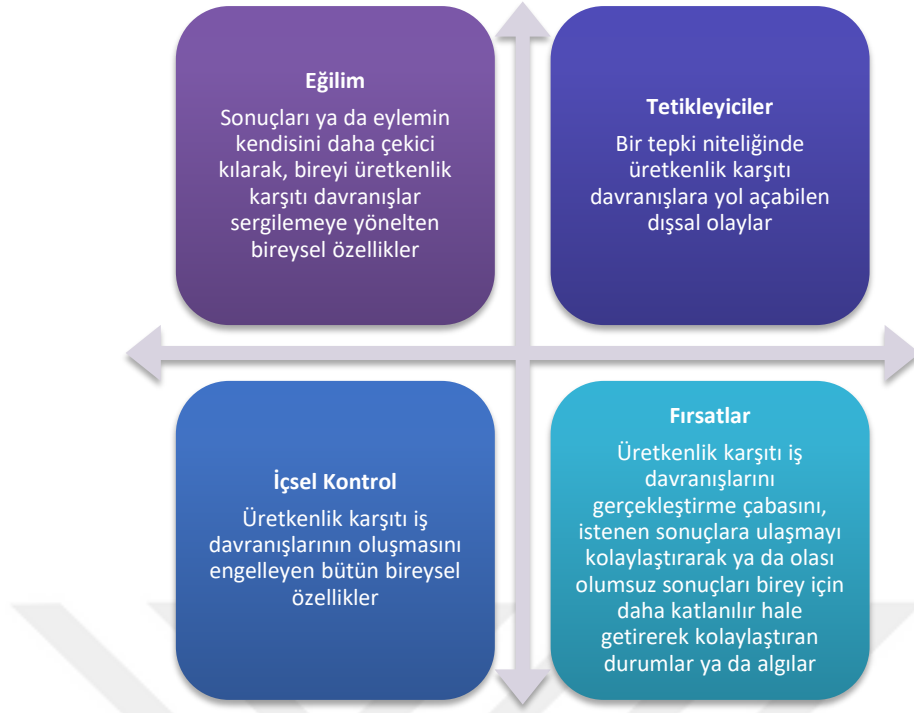 Eğilim
Sonuçları ya da eylemin
kendisini daha çekici
kılarak, bireyi üretkenlik
karşıtı davranışlar
sergilemeye yönelten
bireysel özellikler
Tetikleyiciler
Bir tepki niteliğinde
üretkenlik karşıtı
davranışlara yol açabilen
dışsal olaylar
İçsel Kontrol
Üretkenlik karşıtı iş
davranışlarının oluşmasını
engelleyen bütün bireysel
özellikler
Fırsatlar
Üretkenlik karşıtı iş
davranışlarını
gerçekleştirme çabasını,
istenen sonuçlara ulaşmayı
kolaylaştırarak ya da olası
olumsuz sonuçları birey için
daha katlanılır hale
getirerek kolaylaştıran
durumlar ya da algılar